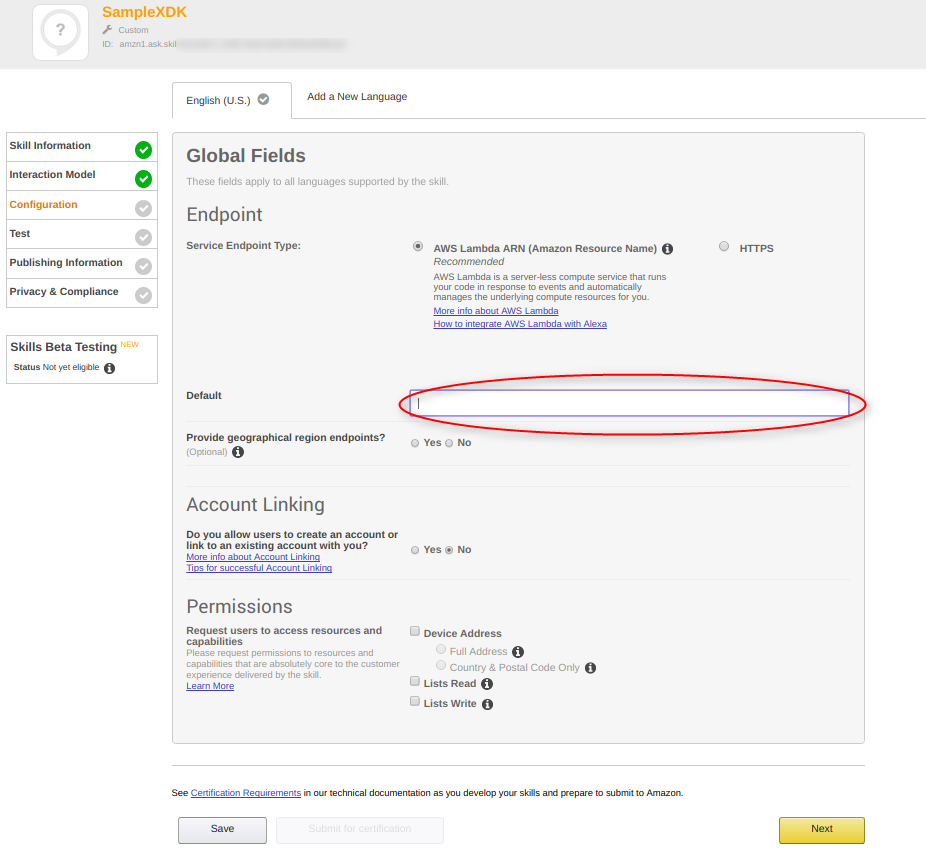 SampleXDK
?
Custom
ID: amzn1.ask.skil
English (U.S.)
Add a New Language
Skill Information
Interaction Model
Configuration
Test
Publishing Information
Privacy & Compliance
Skills Beta Testing NEW
Status Not yet eligible
Global Fields
These fields apply to all languages supported by the skill.
Endpoint
Service Endpoint Type:
AWS Lambda ARN (Amazon Resource Name)
HTTPS
Recommended
AWS Lambda is a server-less compute service that runs
your code in response to events and automatically
manages the underlying compute resources for you.
More info about AWS Lambda
How to integrate AWS Lambda with Alexa
Default
Provide geographical region endpoints?
(Optional)
Yes No
Account Linking
Do you allow users to create an account or
link to an existing account with you?
Yes No
More info about Account Linking
Tips for successful Account Linking
Permissions
Request users to access resources and
capabilities
Please request permissions to resources and
capabilities that are absolutely core to the customer
experience delivered by the skill.
Learn More
Device Address
Full Address
Country & Postal Code Only
Lists Read
Lists Write
See Certification Requirements in our technical documentation as you develop your skills and prepare to submit to Amazon.
Save
Submit for certification
Next